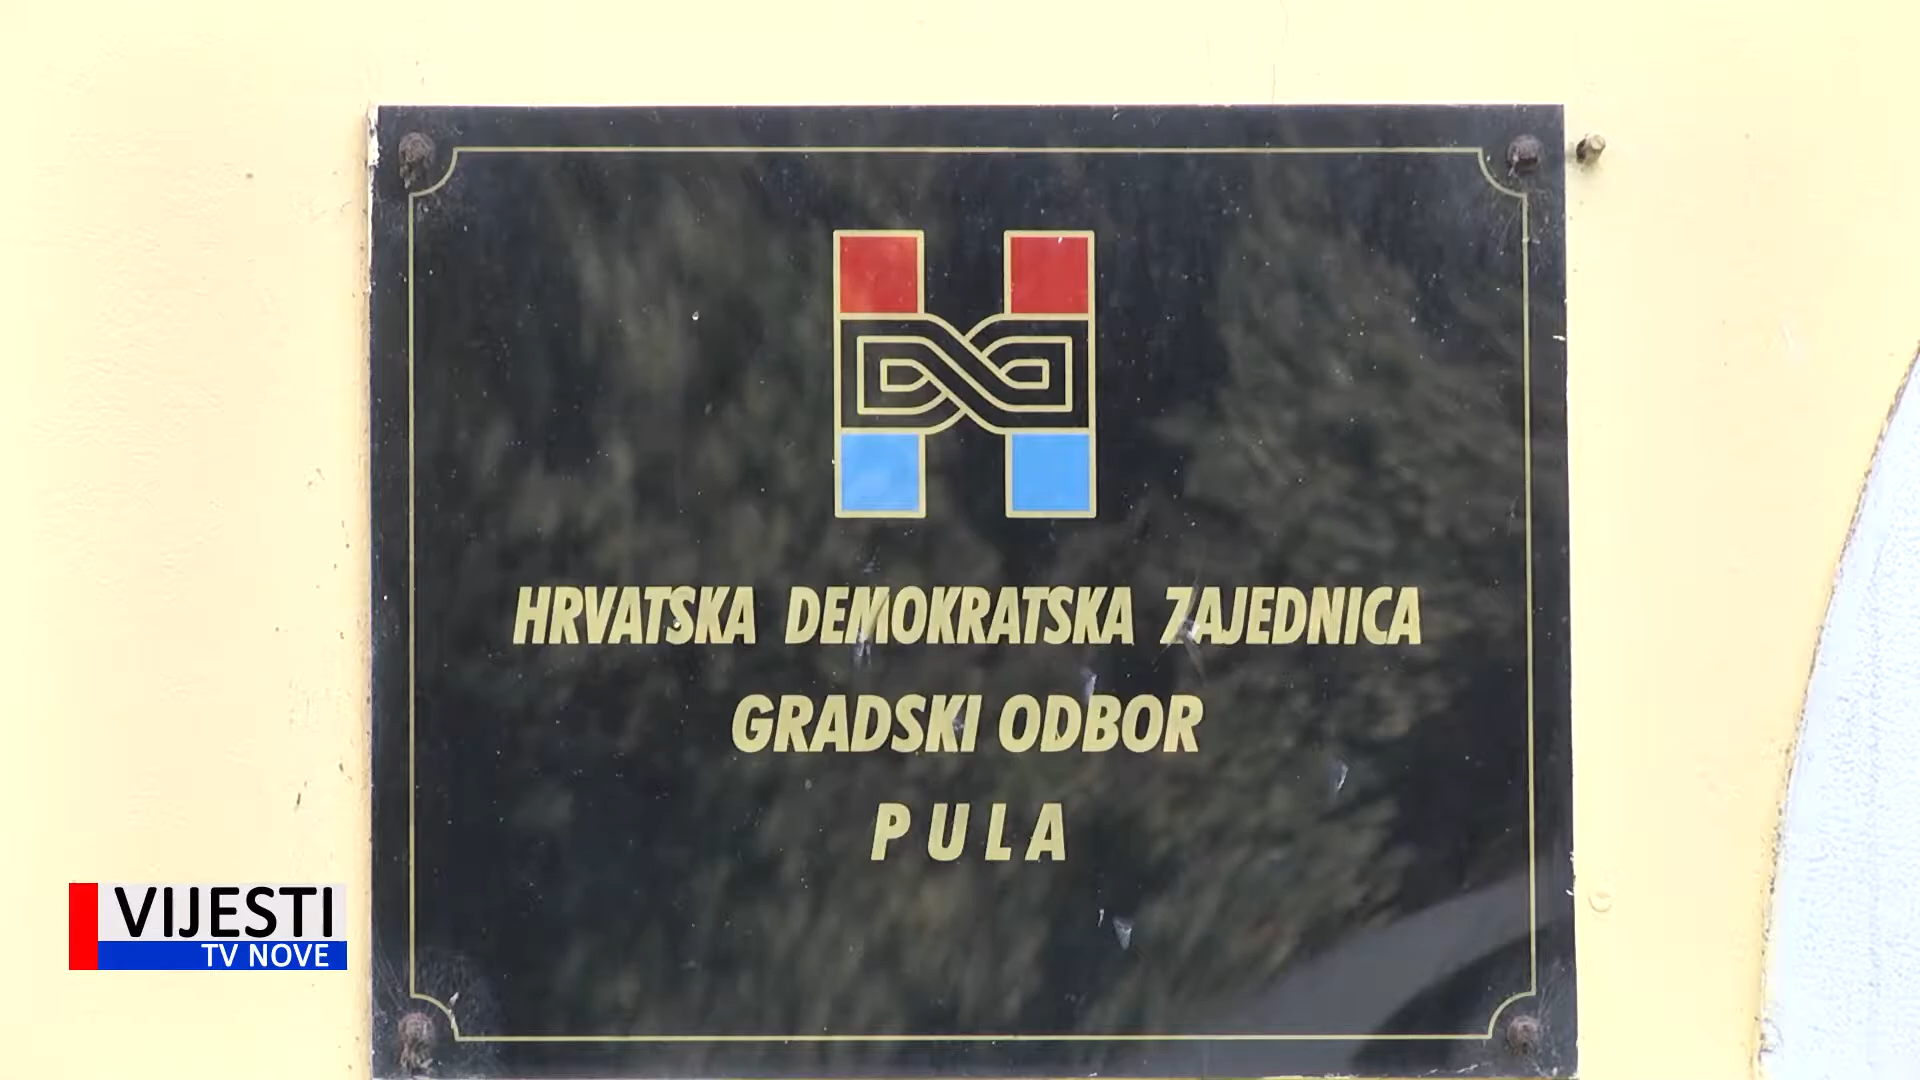 HRVATSKA DEMOKRATSKA ZAJEDNICA
GRADSKI ODBOR
PULA
VIJESTI
TV NOVE